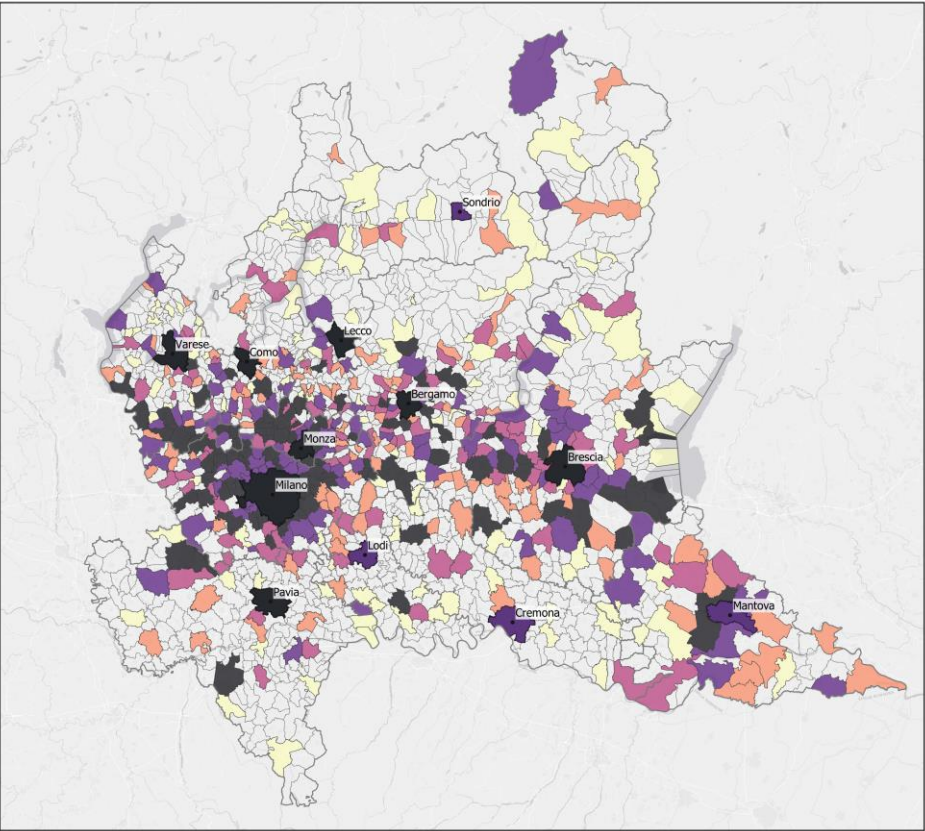 Sondrio
Lecco
Varese
Como
Bergamo
Monza
Brescia
Milano
Lodi
Pavia
Mantova
Cremona